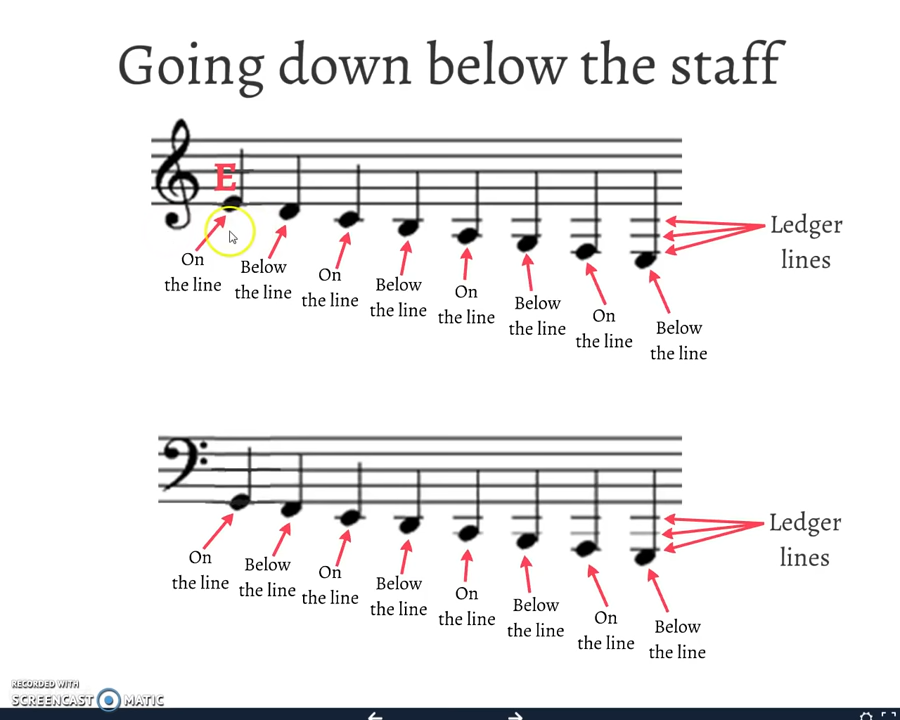 Going down below the staff
E
On
the line
Below
the line
On
the line
Below
the line
On
the line
Below
the line
On
the line
Below
the line
Ledger
lines
On
the line
Below
the line
On
the line
Below
the line
On
the line
Below
the line
On
the line
Below
the line
Ledger
lines
RECORDED WITH
SCREENCAST MATIC